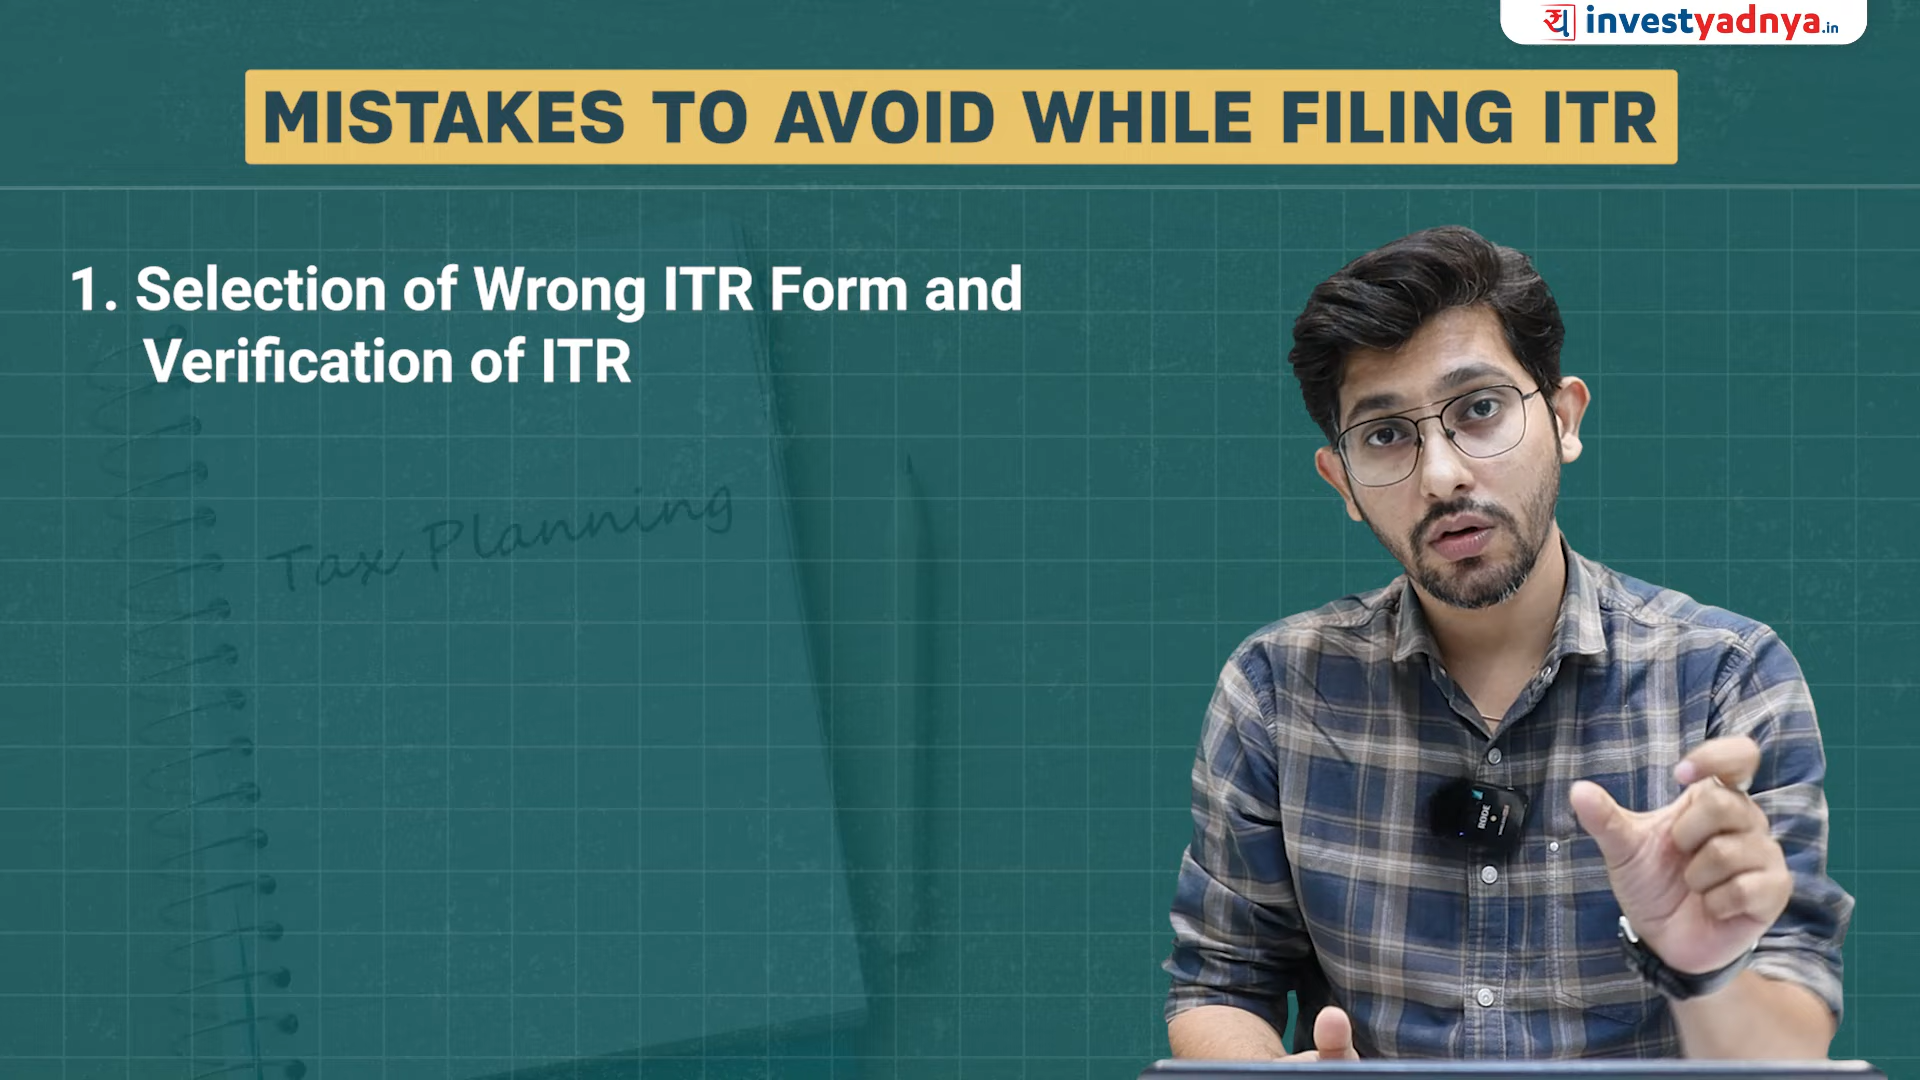 investyadnya.in
MISTAKES TO AVOID WHILE FILING ITR
1. Selection of Wrong ITR Form and
Verification of ITR
Tax Planning
RODE